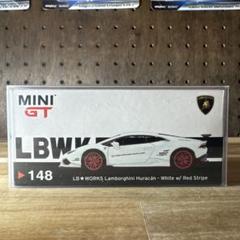 MINI
GT
LBWK
148
LB★WORKS Lamborghini Huracán - White w/ Red Stripe